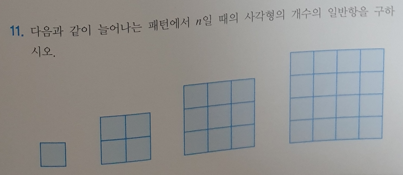 11. 다음과 같이 늘어나는 패턴에서 n일 때의 사각형의 개수의 일반항을 구하
시오.